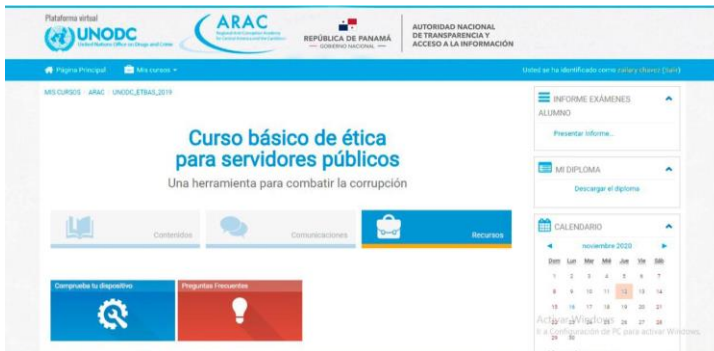 Plataforma virtual
UNODC
United Nations Office on Drugs and Crime
ARAC
REPÚBLICA DE PANAMÁ
— GOBIERNO NACIONAL —
AUTORIDAD NACIONAL
DE TRANSPARENCIA Y
ACCESO A LA INFORMACIÓN
Página Principal
Mis cursos
Usted se ha identificado como
MIS CURSOS
ARAC
UNODC_ETBAS_2019
Curso básico de ética
para servidores públicos
Una herramienta para combatir la corrupción
Contenidos
Comunicaciones
Recursos
Comprueba tu dispositivo
Preguntas Frecuentes
INFORME EXÁMENES
ALUMNO
Presentar informe...
MI DIPLOMA
Descargar el diploma
CALENDARIO
noviembre 2020
Dom Lun Mar Mié Jue Vie Sáb
1 2 3 4 5 6 7
8 9 10 11 12 13 14
15 16 17 18 19 20 21
22 23 24 25 26 27 28
29 30
Activar Windows
Ir a Configuración de PC para activar Windows.